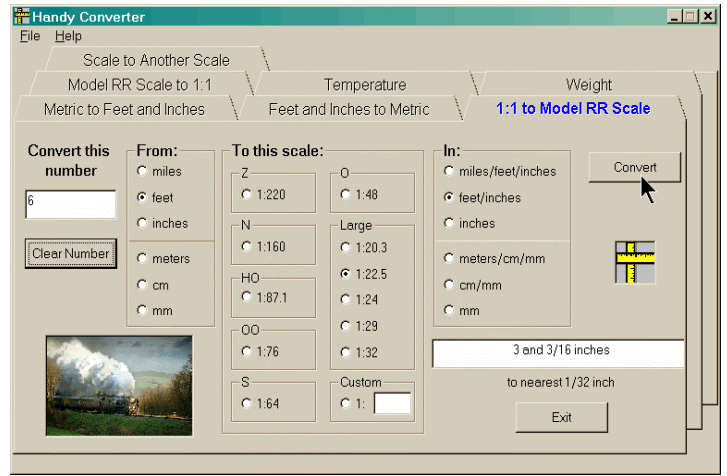 Handy Converter
File Help
Scale to Another Scale
Model RR Scale to 1:1 Temperature Weight
Metric to Feet and Inches Feet and Inches to Metric 1:1 to Model RR Scale
Convert this
number
6
Clear Number
From:
miles
feet
inches
meters
cm
mm
To this scale:
Z
1:220
N
1:160
HO
1:87.1
OO
1:76
S
1:64
O
1:48
Large
1:20.3
1:22.5
1:24
1:29
1:32
Custom
1:
In:
miles/feet/inches
feet/inches
inches
meters/cm/mm
cm/mm
mm
Convert
3 and 3/16 inches
to nearest 1/32 inch
Exit